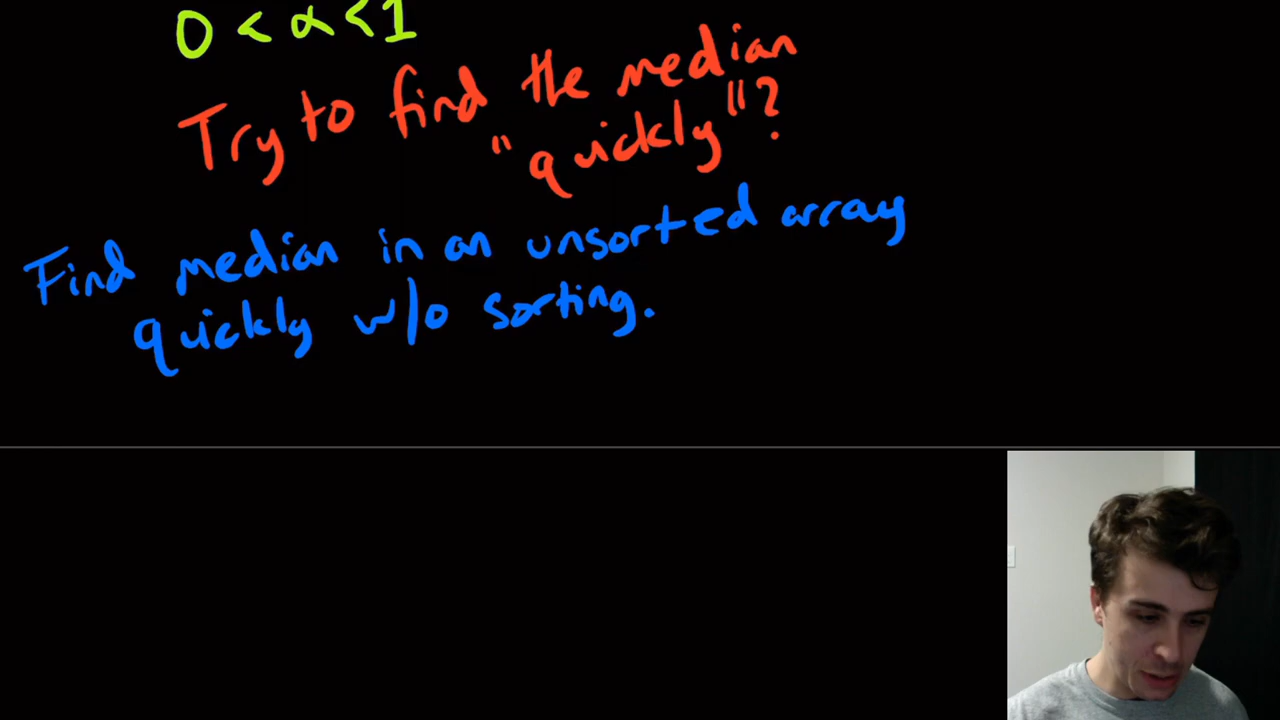 0 < α < 1
Try to find the median
"quickly"?
Find median in an unsorted array
quickly w/o sorting.